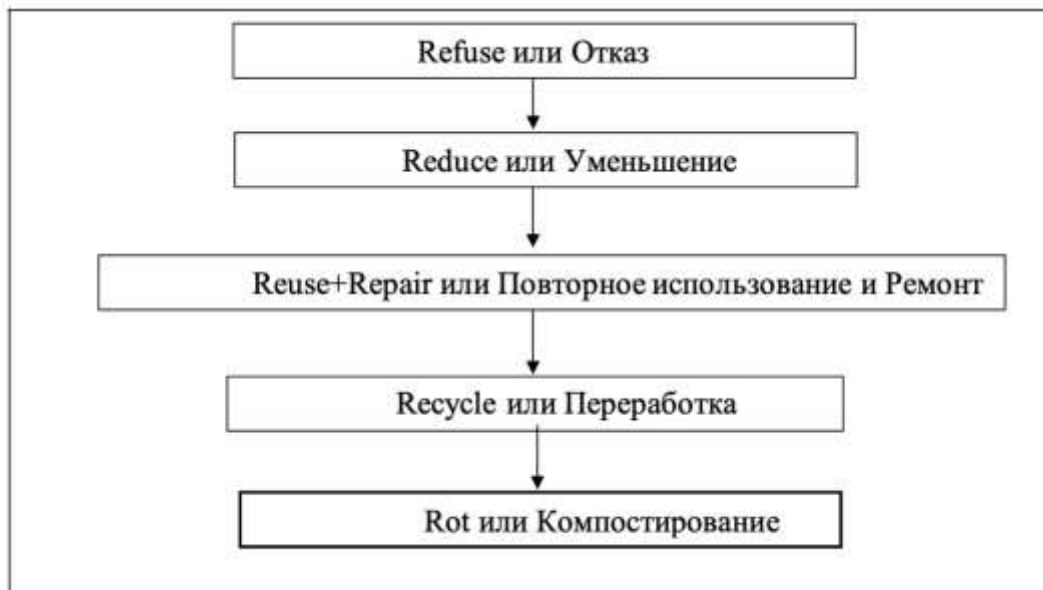 Refuse или Отказ
Reduce или Уменьшение
Reuse+Repair или Повторное использование и Ремонт
Recycle или Переработка
Rot или Компостирование